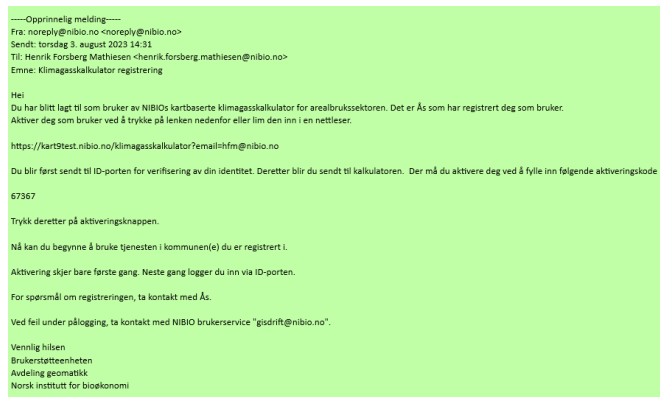 -----Opprinnelig melding-----
Fra: noreply@nibio.no <noreply@nibio.no>
Sendt: torsdag 3. august 2023 14:31
Til: Henrik Forsberg Mathiesen <henrik.forsberg.mathiesen@nibio.no>
Emne: Klimagasskalkulator registrering
Hei
Du har blitt lagt til som bruker av NIBIOs kartbaserte klimagasskalkulator for arealbrukssektoren. Det er Ås som har registrert deg som bruker.
Aktiver deg som bruker ved å trykke på lenken nedenfor eller lim den inn i en nettleser.
https://kart9test.nibio.no/klimagasskalkulator?email=hfm@nibio.no
Du blir først sendt til ID-porten for verifisering av din identitet. Deretter blir du sendt til kalkulatoren.  Der må du aktivere deg ved å fylle inn følgende aktiveringskode
67367
Trykk deretter på aktiveringsknappen.
Nå kan du begynne å bruke tjenesten i kommunen(e) du er registrert i.
Aktivering skjer bare første gang. Neste gang logger du inn via ID-porten.
For spørsmål om registreringen, ta kontakt med Ås.
Ved feil under pålogging, ta kontakt med NIBIO brukerservice "gisdrift@nibio.no".
Vennlig hilsen
Brukerstøtteenheten
Avdeling geomatikk
Norsk institutt for bioøkonomi